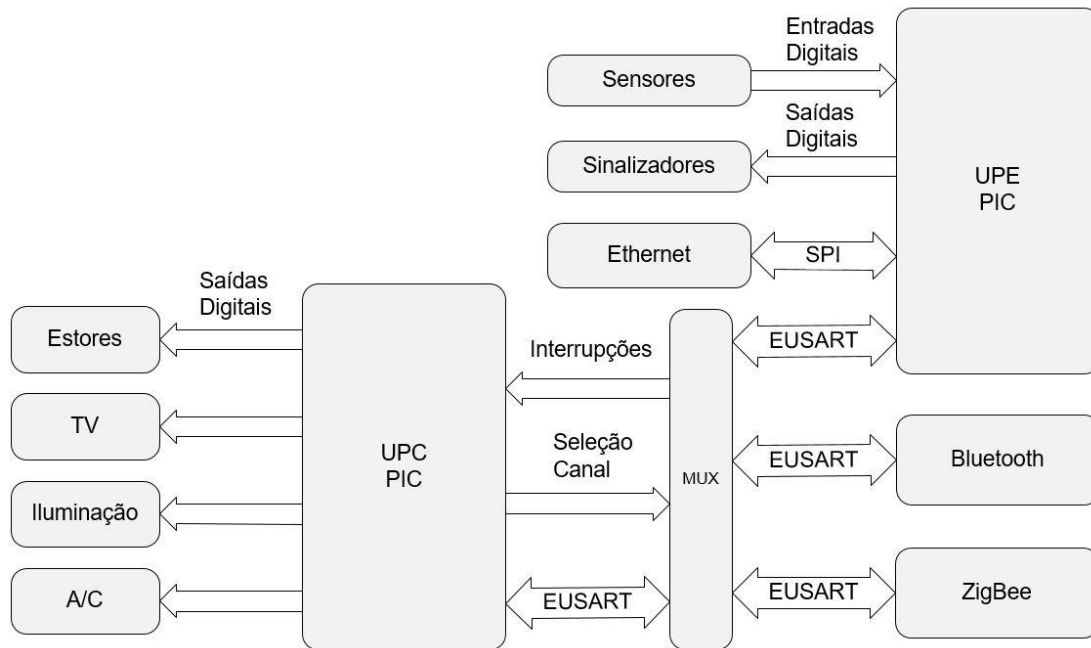 Entradas
Digitais
Sensores
Saídas
Digitais
Sinalizadores
UPE
PIC
Ethernet
SPI
Saídas
Digitais
Estores
Interrupções
EUSART
TV
UPC
PIC
Seleção
Canal
MUX
EUSART
Bluetooth
Iluminação
A/C
EUSART
EUSART
ZigBee